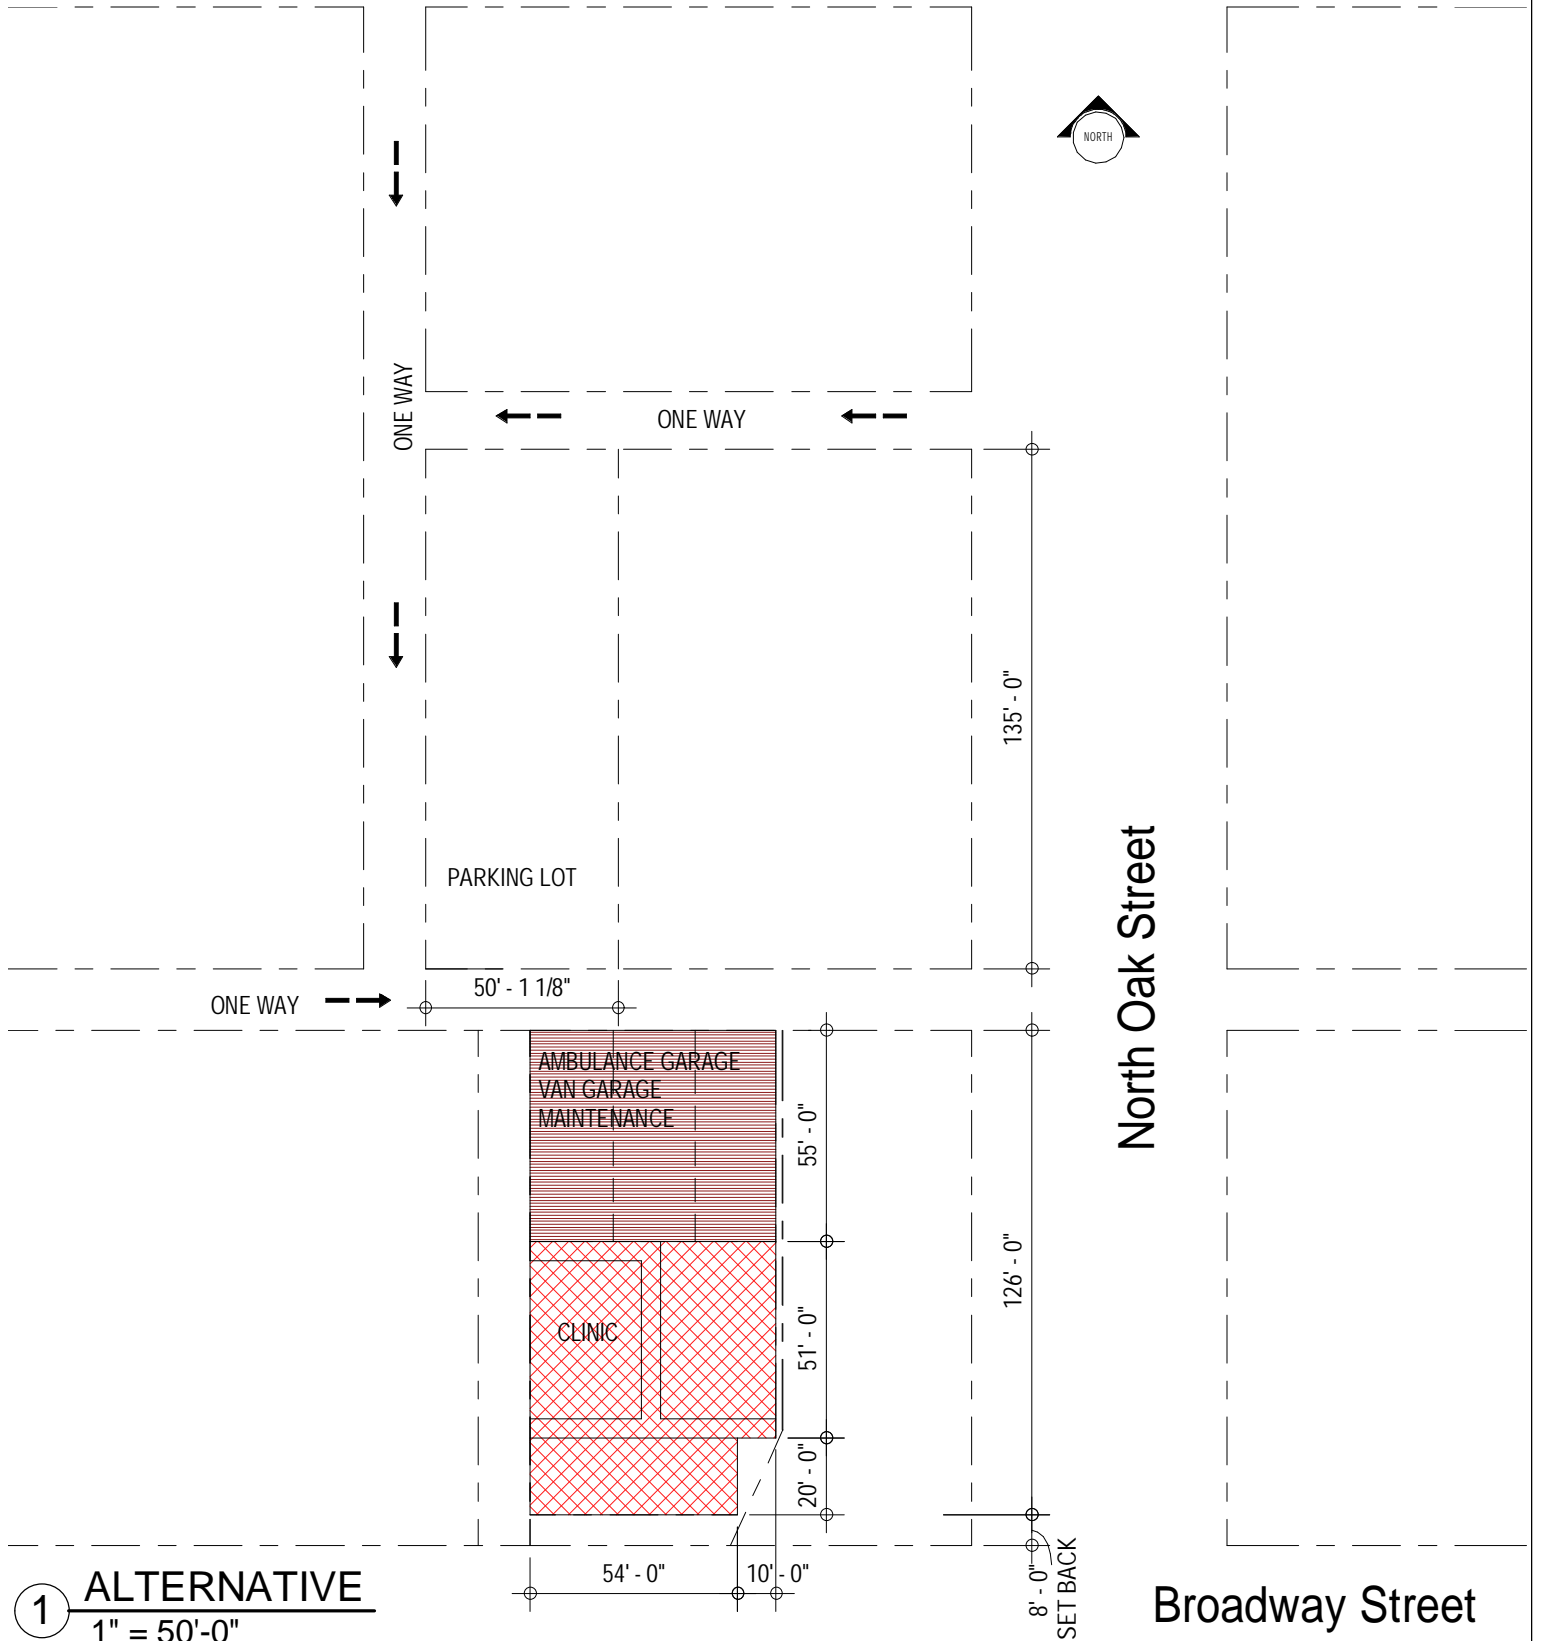 NORTH
ONE WAY
ONE WAY
135' - 0"
North Oak Street
PARKING LOT
50' - 1 1/8"
ONE WAY
AMBULANCE GARAGE
VAN GARAGE
MAINTENANCE
55' - 0"
126' - 0"
51' - 0"
CLINIC
20' - 0"
54' - 0"
10' - 0"
8' - 0"
SET BACK
1
ALTERNATIVE
1" = 50'-0"
Broadway Street